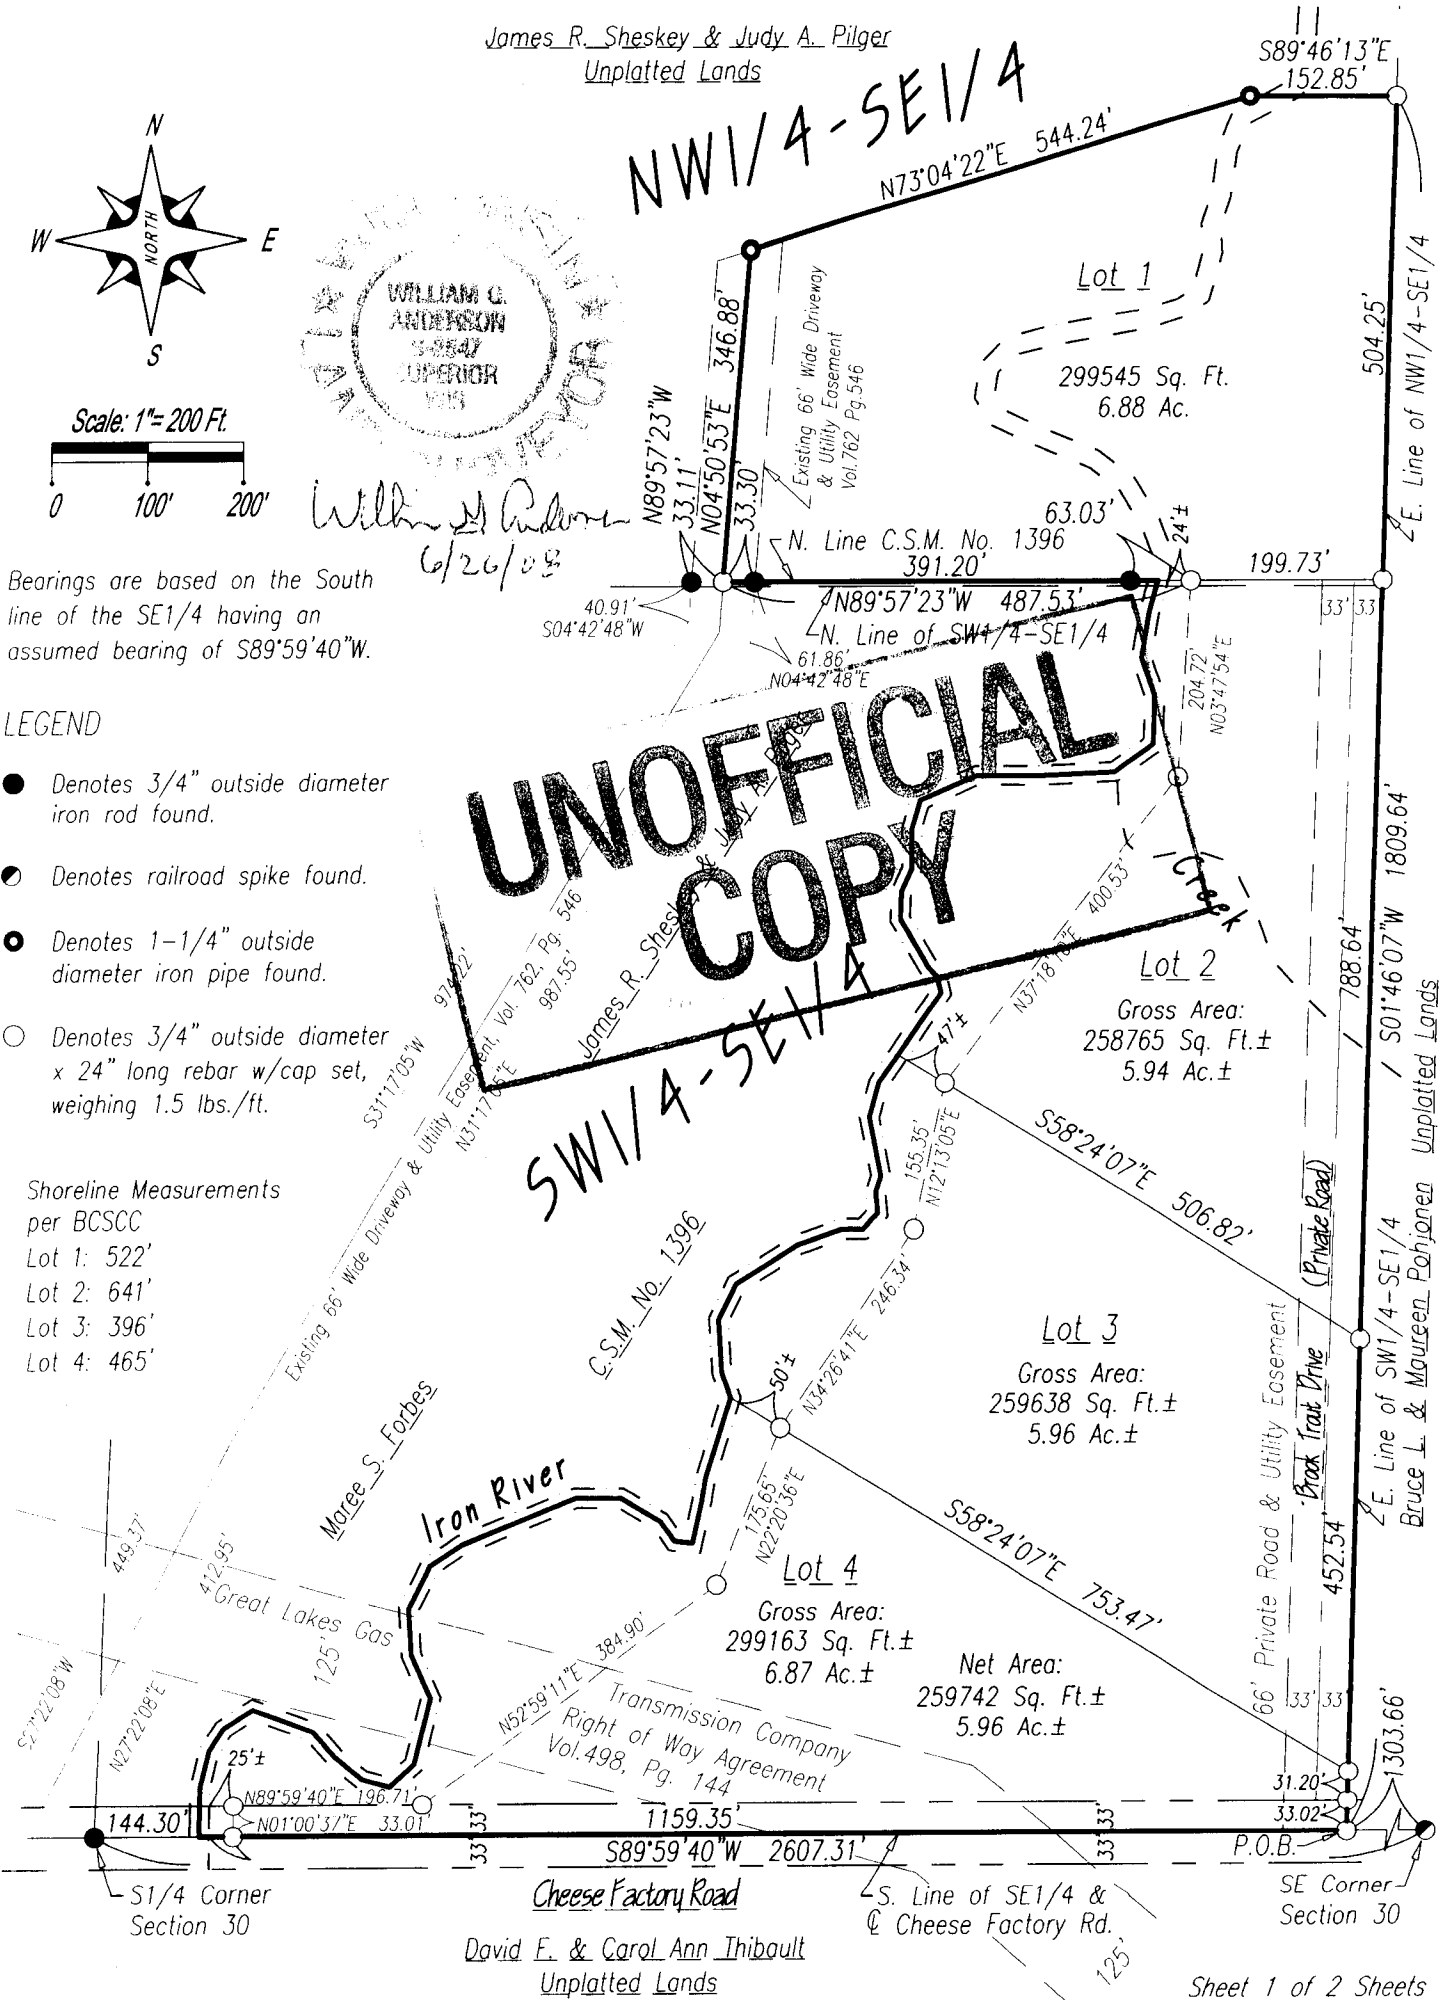 James R. Sheskey & Judy A. Pilger
Unplatted Lands
S89°46'13"E
152.85'
NW1/4-SE1/4
N73°04'22"E 544.24'
N
W
E
S
NORTH
WILLIAM G.
ANDERSON
S-2647
SUPERIOR
WIS
6/26/08
Scale: 1"=200 Ft.
0 100' 200'
Bearings are based on the South
line of the SE1/4 having an
assumed bearing of S89°59'40"W.
LEGEND
Denotes 3/4" outside diameter
iron rod found.
Denotes railroad spike found.
Denotes 1-1/4" outside
diameter iron pipe found.
Denotes 3/4" outside diameter
x 24" long rebar w/cap set,
weighing 1.5 lbs./ft.
Shoreline Measurements
per BCSCC
Lot 1: 522'
Lot 2: 641'
Lot 3: 396'
Lot 4: 465'
Lot 1
299545 Sq. Ft.
6.88 Ac.
504.25'
E. Line of NW1/4-SE1/4
Existing 66' Wide Driveway
& Utility Easement
Vol.762 Pg.546
N89°57'23"W
33.11'
N04°50'53"E 346.88'
33.30'
63.03'
24'±
N. Line C.S.M. No. 1396
391.20'
199.73'
N89°57'23"W 487.53'
N. Line of SW1/4-SE1/4
33' 33'
40.91'
S04°42'48"W
61.86'
N04°42'48"E
204.72'
N03°47'54"E
UNOFFICIAL
COPY
James R. Sheskey & Judy A. Pilger
Creek
400.53'
N37°18'10"E
Lot 2
Gross Area:
258765 Sq. Ft.±
5.94 Ac.±
788.64'
S01°46'07"W 1809.64'
47'±
974.22'
S31°17'05"W
Existing 66' Wide Driveway & Utility Easement, Vol. 762, Pg. 546
987.55'
N31°17'05"E
SW1/4-SE1/4
155.35'
N12°13'05"E
S58°24'07"E 506.82'
Brook Trout Drive (Private Road)
66' Private Road & Utility Easement
E. Line of SW1/4-SE1/4
Bruce L. & Maureen Pohjonen Unplatted Lands
C.S.M. No. 1396
246.34'
N34°26'41"E
Lot 3
Gross Area:
259638 Sq. Ft.±
5.96 Ac.±
50'±
Maree S. Forbes
Iron River
175.65'
N22°20'36"E
S58°24'07"E 753.47'
452.54'
449.37'
412.95'
Great Lakes Gas
125'
Lot 4
Gross Area:
299163 Sq. Ft.±
6.87 Ac.±
Net Area:
259742 Sq. Ft.±
5.96 Ac.±
N52°59'11"E 384.90'
Transmission Company
Right of Way Agreement
Vol.498, Pg. 144
S27°22'08"W
N27°22'08"E
33' 33'
1303.66'
31.20'
33.02'
25'±
N89°59'40"E 196.71'
144.30'
N01°00'37"E 33.01'
33' 33'
1159.35'
33' 33'
S89°59'40"W 2607.31'
P.O.B.
S1/4 Corner
Section 30
Cheese Factory Road
S. Line of SE1/4 &
℄ Cheese Factory Rd.
SE Corner
Section 30
David F. & Carol Ann Thibault
Unplatted Lands
125'
Sheet 1 of 2 Sheets